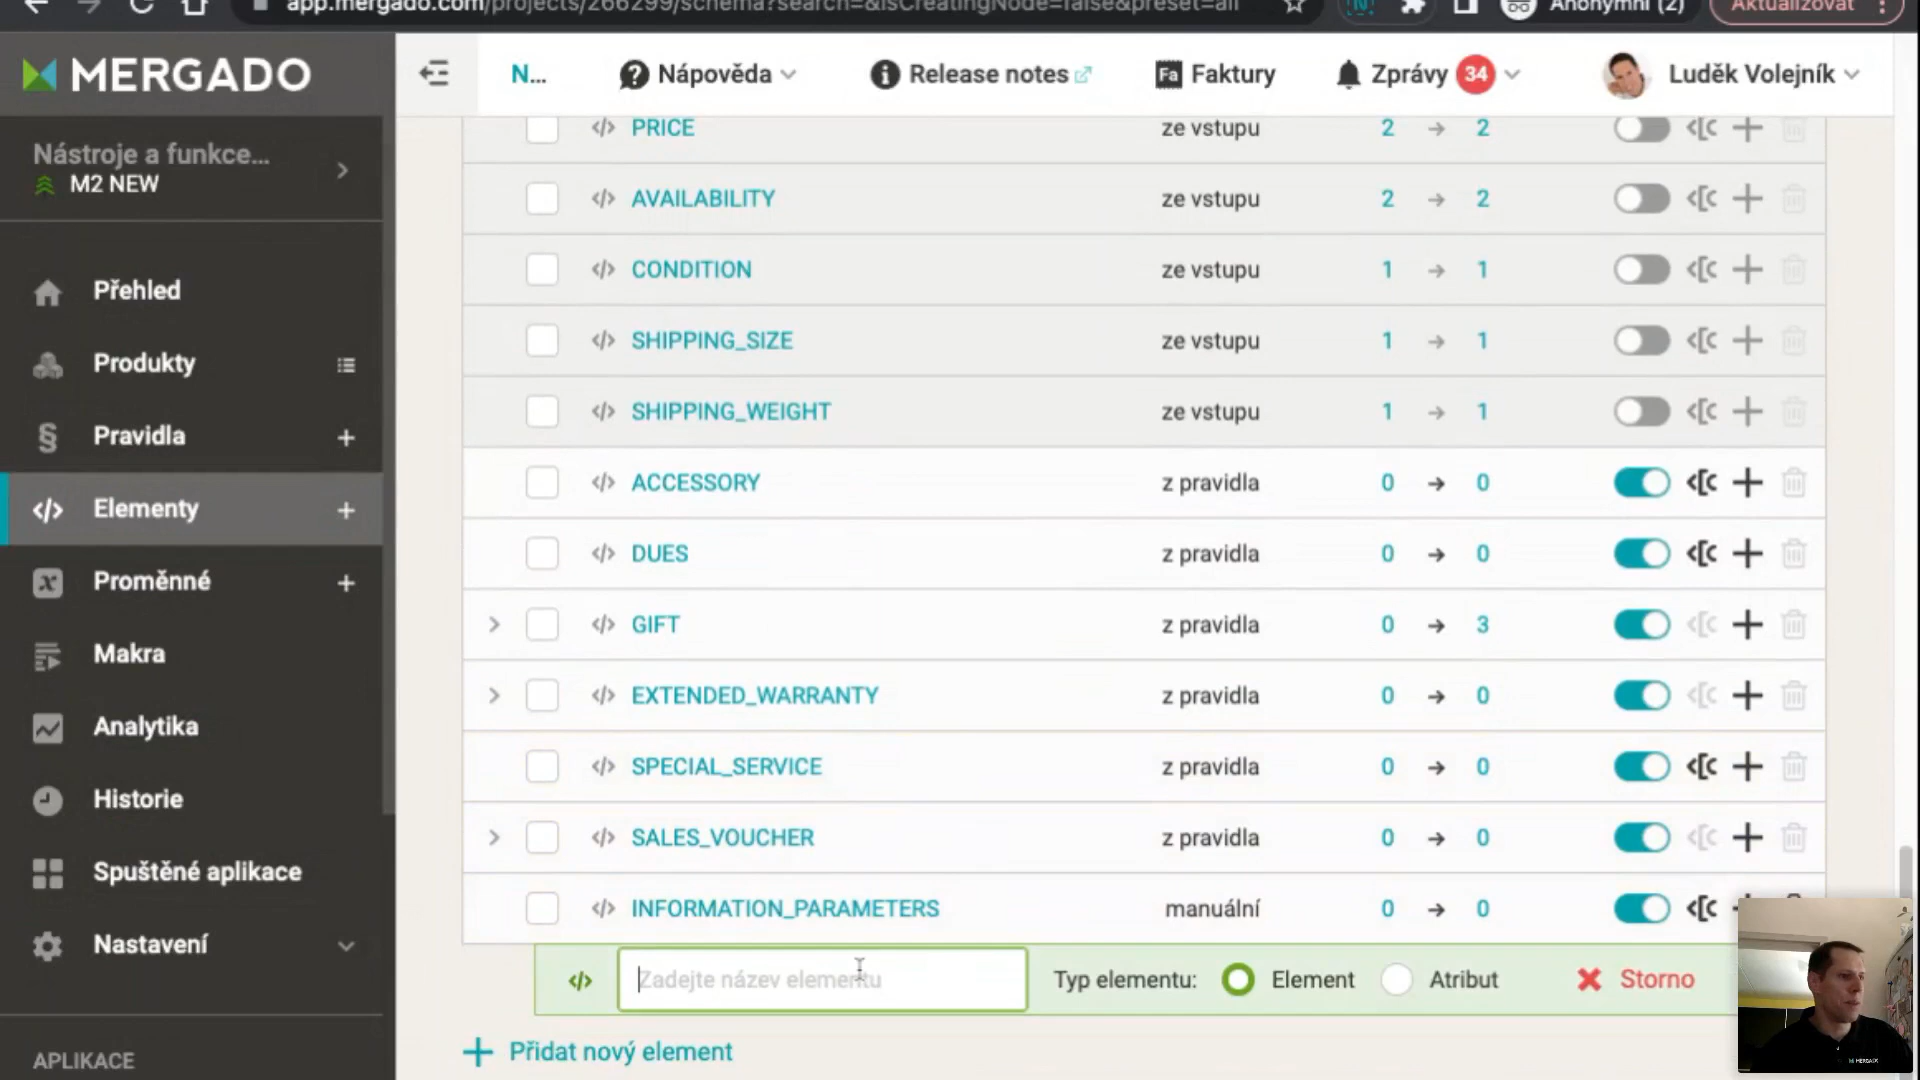 app.mergado.com/projects/266299/schema?search=&isCreatingNode=false&preset=all
Anonymní (2)
Aktualizovat
MERGADO
N...
Nápověda
Release notes
Fa Faktury
Zprávy 34
Luděk Volejník
Nástroje a funkce...
M2 NEW
Přehled
Produkty
Pravidla
Elementy
Proměnné
Makra
Analytika
Historie
Spuštěné aplikace
Nastavení
APLIKACE
PRICE ze vstupu 2 → 2
AVAILABILITY ze vstupu 2 → 2
CONDITION ze vstupu 1 → 1
SHIPPING_SIZE ze vstupu 1 → 1
SHIPPING_WEIGHT ze vstupu 1 → 1
ACCESSORY z pravidla 0 → 0
DUES z pravidla 0 → 0
GIFT z pravidla 0 → 3
EXTENDED_WARRANTY z pravidla 0 → 0
SPECIAL_SERVICE z pravidla 0 → 0
SALES_VOUCHER z pravidla 0 → 0
INFORMATION_PARAMETERS manuální 0 → 0
Zadejte název elementu Typ elementu: Element Atribut Storno
Přidat nový element
MERGADO